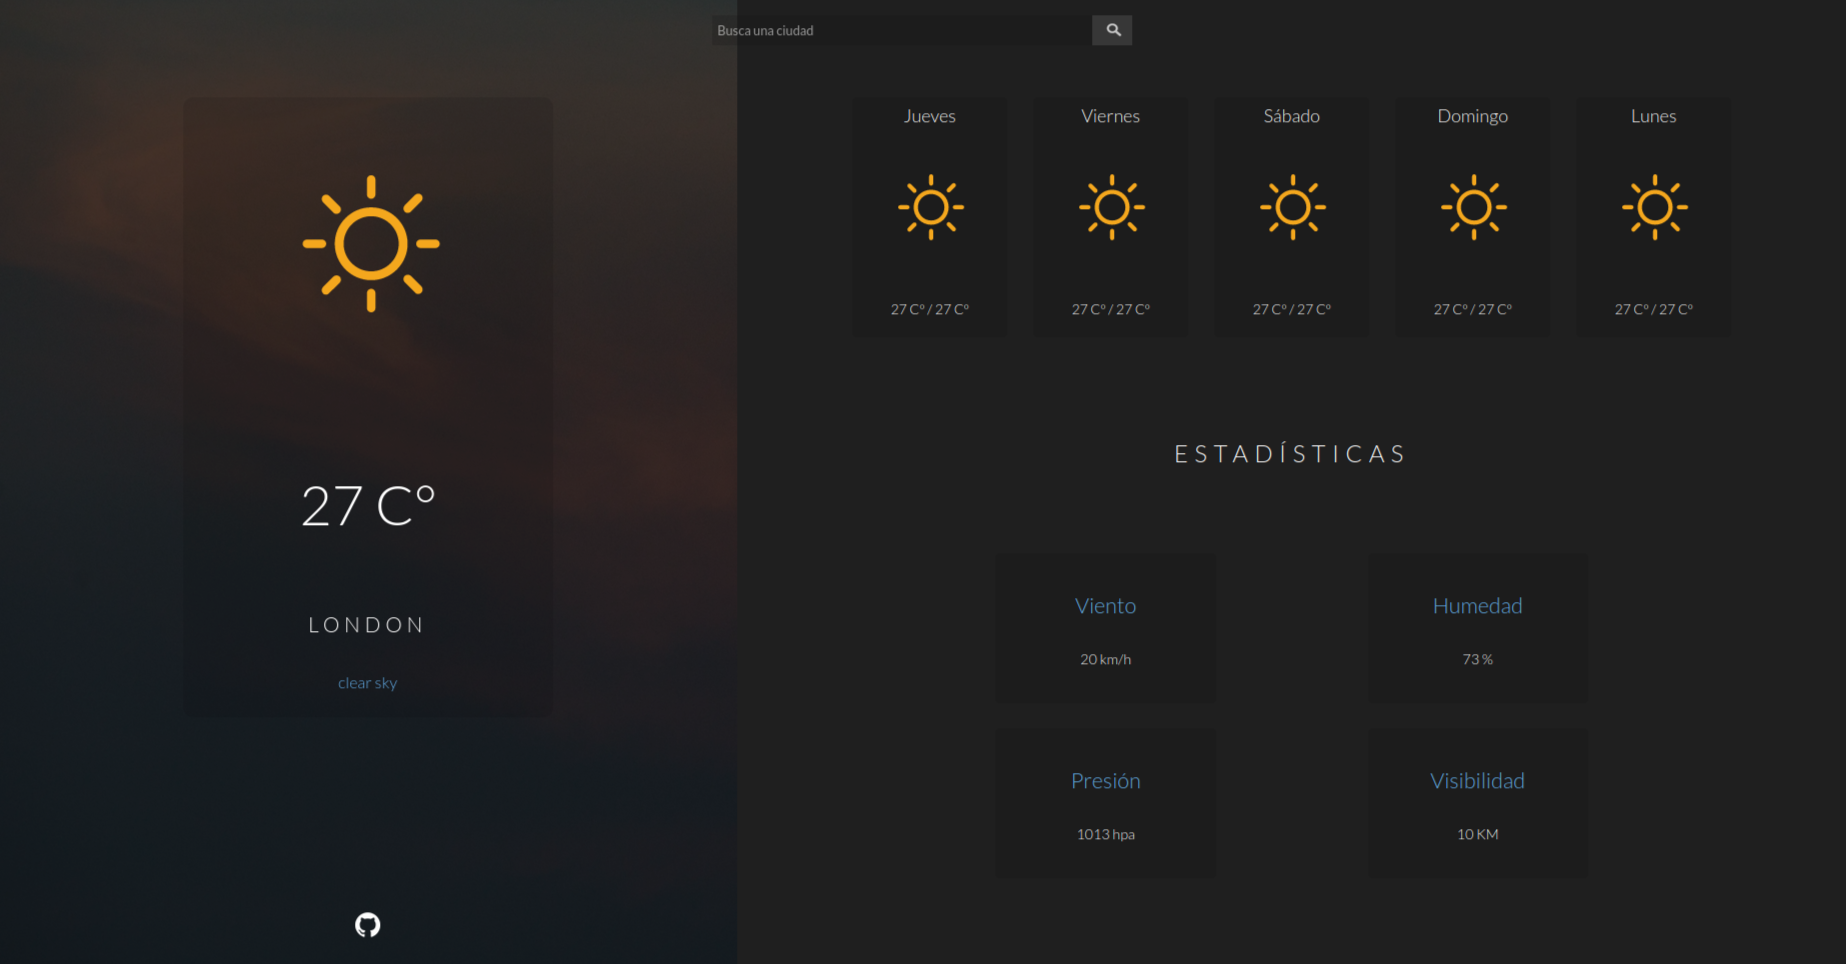 Busca una ciudad
27 C°
LONDON
clear sky
Jueves
Viernes
Sábado
Domingo
Lunes
27 C° / 27 C°
27 C° / 27 C°
27 C° / 27 C°
27 C° / 27 C°
27 C° / 27 C°
ESTADÍSTICAS
Viento
20 km/h
Humedad
73 %
Presión
1013 hpa
Visibilidad
10 KM